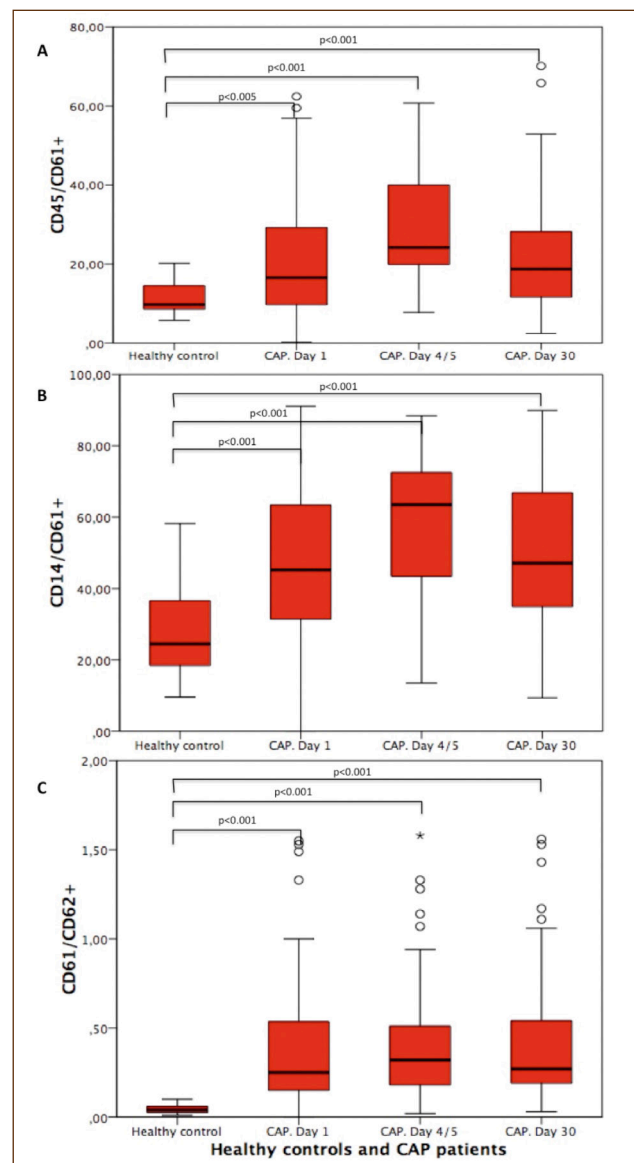 A
CD45/CD61+
80,00
60,00
40,00
20,00
,00
p<0.001
p<0.001
p<0.005
Healthy control CAP. Day 1 CAP. Day 4/5 CAP. Day 30
B
CD14/CD61+
100,00
80,00
60,00
40,00
20,00
,00
p<0.001
p<0.001
p<0.001
Healthy control CAP. Day 1 CAP. Day 4/5 CAP. Day 30
C
CD61/CD62+
2,00
1,50
1,00
,50
,00
p<0.001
p<0.001
p<0.001
Healthy control CAP. Day 1 CAP. Day 4/5 CAP. Day 30
Healthy controls and CAP patients